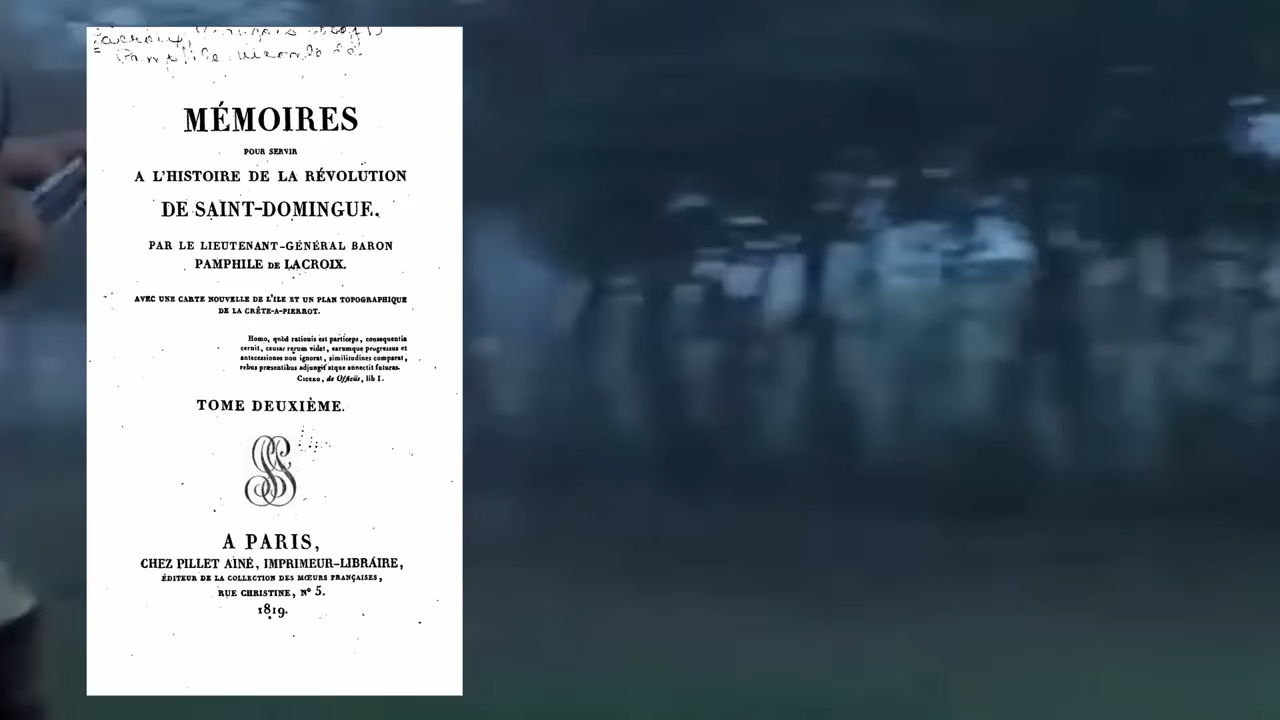 MÉMOIRES
POUR SERVIR
A L'HISTOIRE DE LA RÉVOLUTION
DE SAINT-DOMINGUE.
PAR LE LIEUTENANT-GÉNÉRAL BARON
PAMPHILE DE LACROIX.
AVEC UNE CARTE NOUVELLE DE L'ILE ET UN PLAN TOPOGRAPHIQUE
DE LA CRÊTE-A-PIERROT.
Homo, quòd rationis est particeps, consequentia
cernit, causas rerum videt, earumque progressus et
antecessiones non ignorat, similitudines comparat,
rebus præsentibus adjungit atque annectit futuras.
CICERO, de Officiis, lib I.
TOME DEUXIÈME.
A PARIS,
CHEZ PILLET AÎNÉ, IMPRIMEUR-LIBRAIRE,
ÉDITEUR DE LA COLLECTION DES MŒURS FRANÇAISES,
RUE CHRISTINE, Nº 5.
1819.